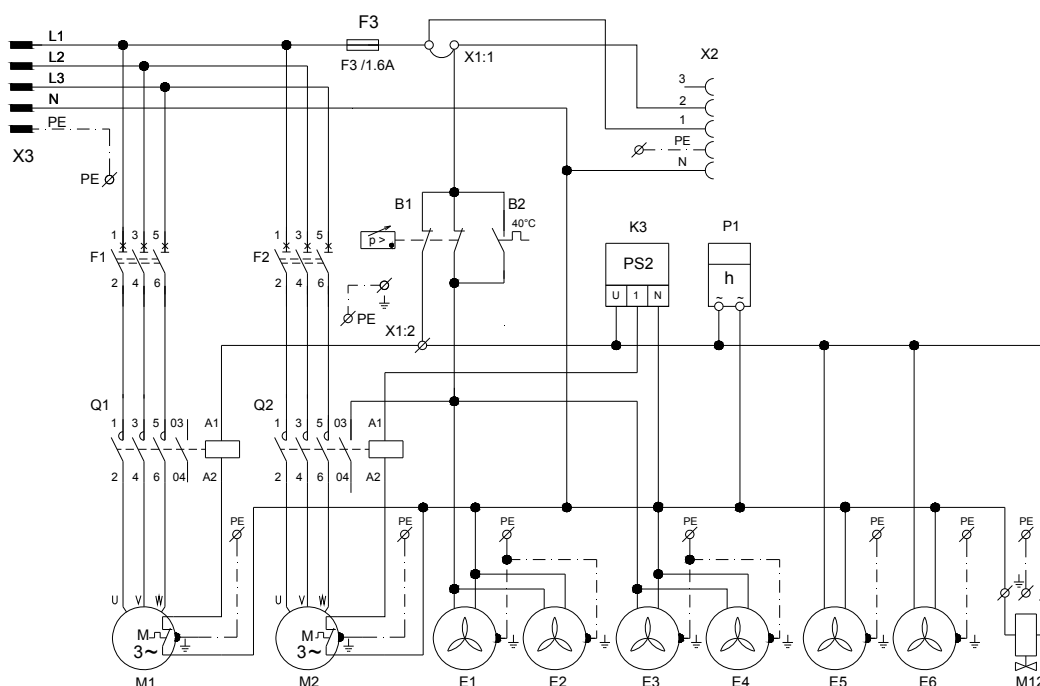 F3
L1
F3 /1.6A
X1:1
X2
L2
L3
N
PE
X3
3
2
1
PE
N
PE
B1
B2
40°C
p >
K3
PS2
U 1 N
P1
h
~ ~
F1
1 3 5
2 4 6
F2
1 3 5
2 4 6
PE
X1:2
Q1
1 3 5 03 A1
2 4 6 04 A2
Q2
1 3 5 03 A1
2 4 6 04 A2
PE
PE
PE
PE
PE
PE
PE
U V W
U V W
M
3~
M
3~
M1
M2
E1
E2
E3
E4
E5
E6
M12